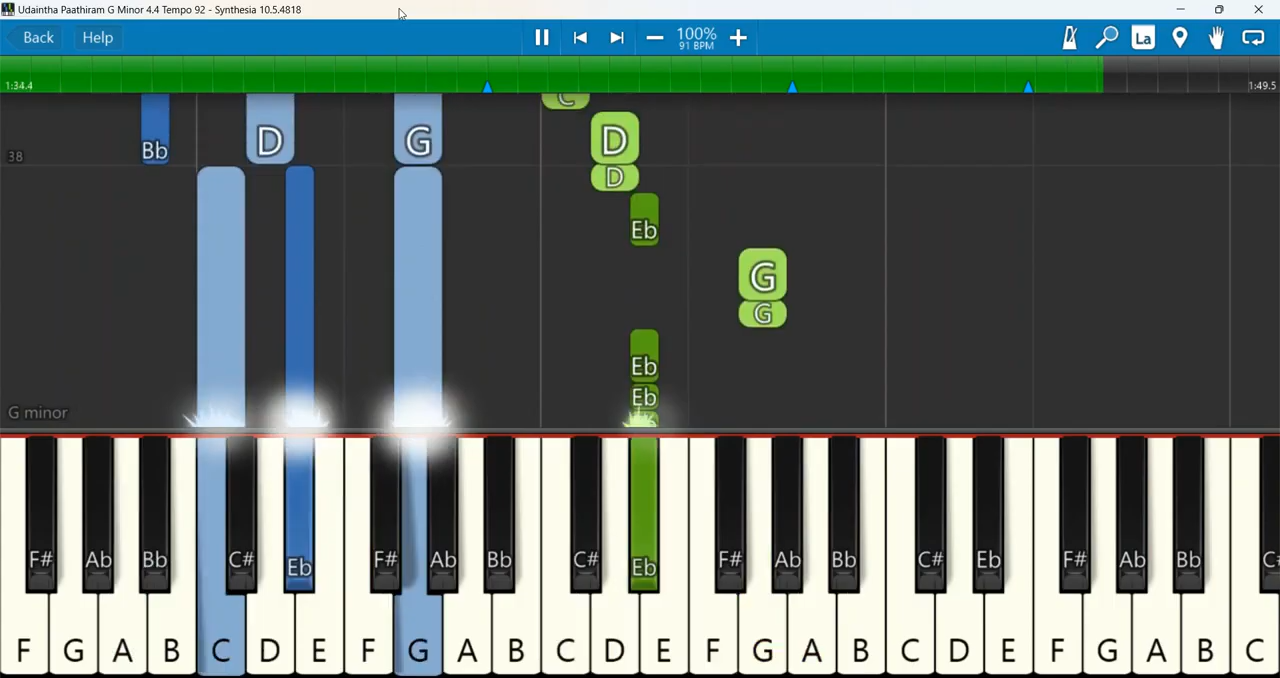 Udaintha Paathiram G Minor 4.4 Tempo 92 - Synthesia 10.5.4818
Back Help 100% La
91 BPM
1:34.4 1:49.5
C
Bb D G D
38
D
Eb
G
G
Eb
Eb
G minor
F# Ab Bb C# Eb F# Ab Bb C# Eb F# Ab Bb C# Eb F# Ab Bb C#
F G A B C D E F G A B C D E F G A B C D E F G A B C